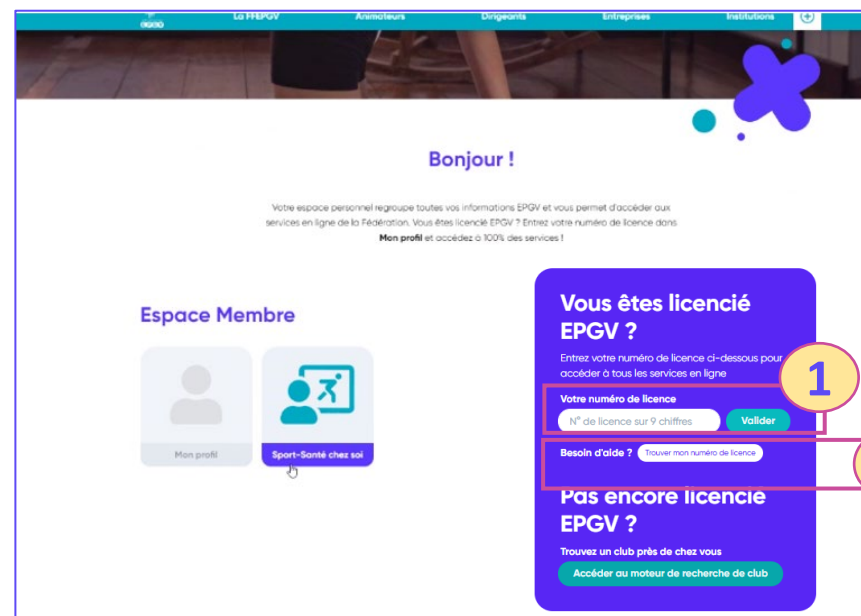 La FFEPGV Animateurs Dirigeants Entreprises Institutions
Bonjour !
Votre espace personnel regroupe toutes vos informations EPGV et vous permet d'accéder aux
services en ligne de la Fédération. Vous êtes licencié EPGV ? Entrez votre numéro de licence dans
Mon profil et accédez à 100% des services !
Espace Membre
Mon profil
Sport-Santé chez soi
Vous êtes licencié
EPGV ?
Entrez votre numéro de licence ci-dessous pour
accéder à tous les services en ligne
1
Votre numéro de licence
N° de licence sur 9 chiffres Valider
Besoin d'aide ? Trouver mon numéro de licence
Pas encore licencié
EPGV ?
Trouvez un club près de chez vous
Accéder au moteur de recherche de club